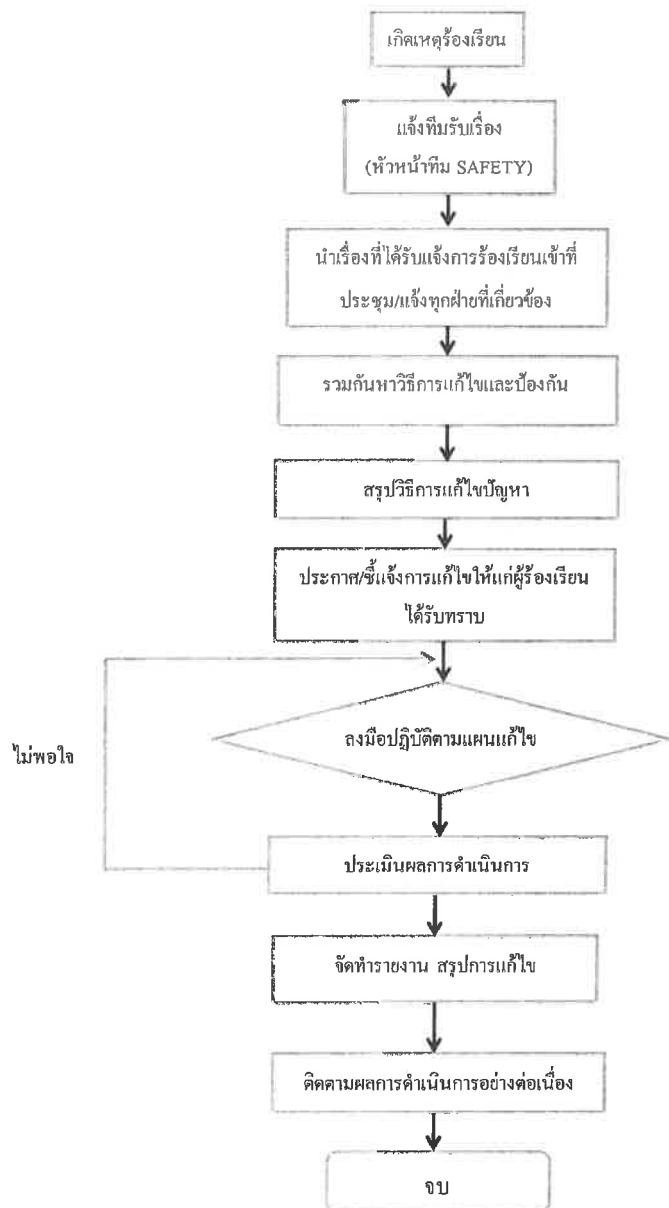 เกิดเหตุร้องเรียน
แจ้งทีมรับเรื่อง
(หัวหน้าทีม SAFETY)
นำเรื่องที่ได้รับแจ้งการร้องเรียนเข้าที่
ประชุม/แจ้งทุกฝ่ายที่เกี่ยวข้อง
รวมกันหาวิธีการแก้ไขและป้องกัน
สรุปวิธีการแก้ไขปัญหา
ประกาศ/ชี้แจ้งการแก้ไขให้แก่ผู้ร้องเรียน
ได้รับทราบ
ลงมือปฏิบัติตามแผนแก้ไข
ไม่พอใจ
ประเมินผลการดำเนินการ
จัดทำรายงาน สรุปการแก้ไข
ติดตามผลการดำเนินการอย่างต่อเนื่อง
จบ